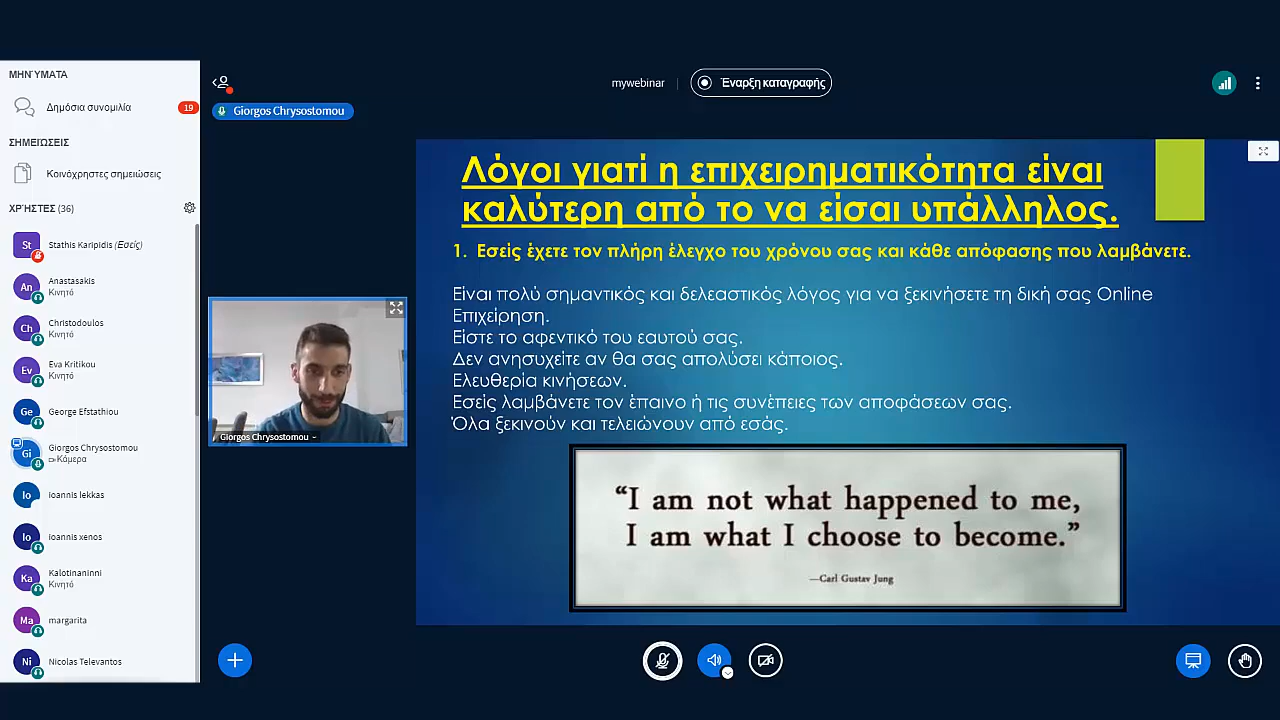 ΜΗΝΎΜΑΤΑ
Δημόσια συνομιλία
19
ΣΗΜΕΙΏΣΕΙΣ
Κοινόχρηστες σημειώσεις
ΧΡΉΣΤΕΣ (36)
St
Stathis Karipidis (Εσείς)
An
Anastasakis
Κινητό
Ch
Christodoulos
Κινητό
Ev
Eva Kritikou
Κινητό
Ge
George Efstathiou
Gi
Giorgos Chrysostomou
Κάμερα
Io
ioannis lekkas
Io
ioannis xenos
Ka
Kalotinaninni
Κινητό
Ma
margarita
Ni
Nicolas Televantos
Giorgos Chrysostomou
mywebinar
Έναρξη καταγραφής
Giorgos Chrysostomou
Λόγοι γιατί η επιχειρηματικότητα είναι
καλύτερη από το να είσαι υπάλληλος.
1. Εσείς έχετε τον πλήρη έλεγχο του χρόνου σας και κάθε απόφασης που λαμβάνετε.
Είναι πολύ σημαντικός και δελεαστικός λόγος για να ξεκινήσετε τη δική σας Online
Επιχείρηση.
Είστε το αφεντικό του εαυτού σας.
Δεν ανησυχείτε αν θα σας απολύσει κάποιος.
Ελευθερία κινήσεων.
Εσείς λαμβάνετε τον έπαινο ή τις συνέπειες των αποφάσεων σας.
Όλα ξεκινούν και τελειώνουν από εσάς.
“I am not what happened to me,
I am what I choose to become.”
—Carl Gustav Jung